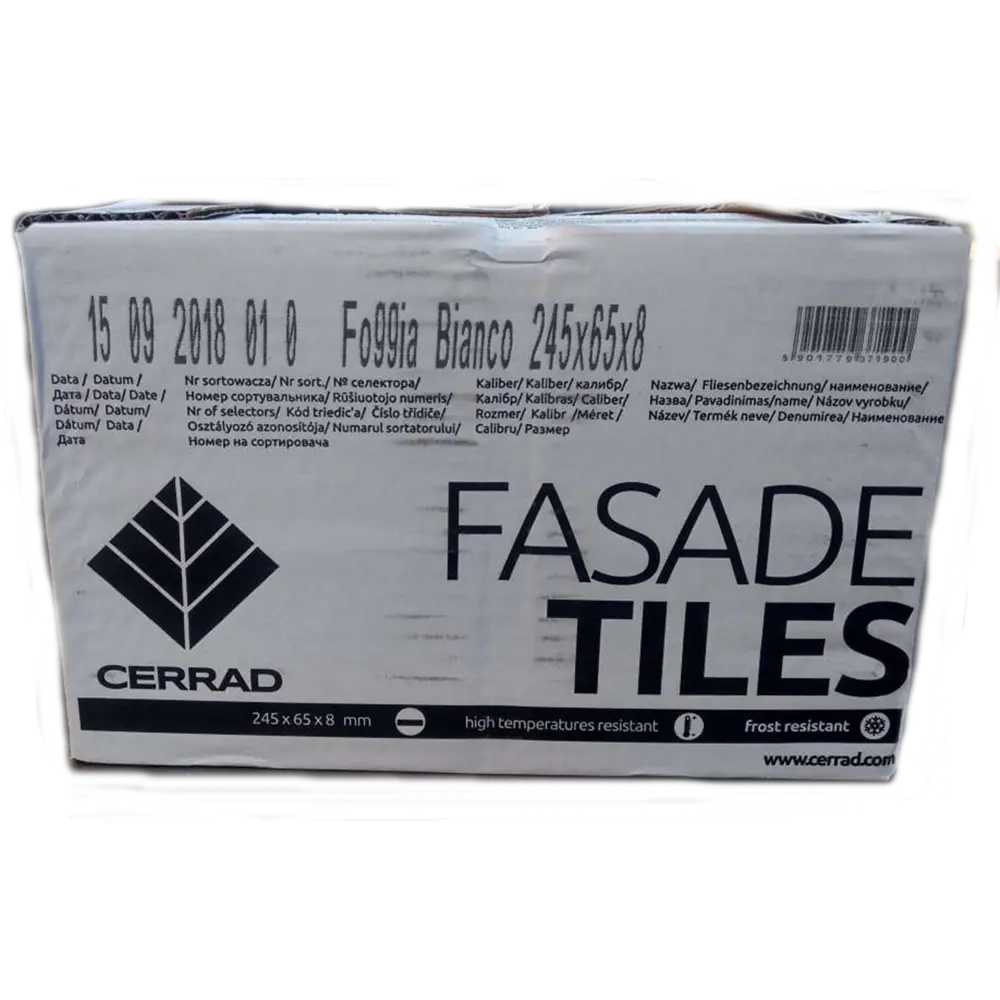 15 09 2018 01 0 Foggia Bianco 245x65x8
5901779371900
Data / Datum /
Дата / Data / Date /
Dátum/ Datum/
Dătum/ Data /
Дата
Nr sortowacza/ Nr sort./ № селектора/
Номер сортувальника/ Rūšiuotojo numeris/
Nr of selectors/ Kód triedič'a/ Číslo třídiče/
Osztályozó azonosítója/ Numarul sortatorului/
Номер на сортировача
Kaliber/ Kaliber/ калибр/
Калібр/ Kalibras/ Caliber/
Rozmer/ Kalibr /Méret /
Calibru/ Размер
Nazwa/ Fliesenbezeichnung/ наименование/
Назва/ Pavadinimas/name/ Názov vyrobku/
Název/ Termék neve/ Denumirea/ Наименование
FASADE
TILES
CERRAD
245 x 65 x 8 mm high temperatures resistant frost resistant
www.cerrad.com